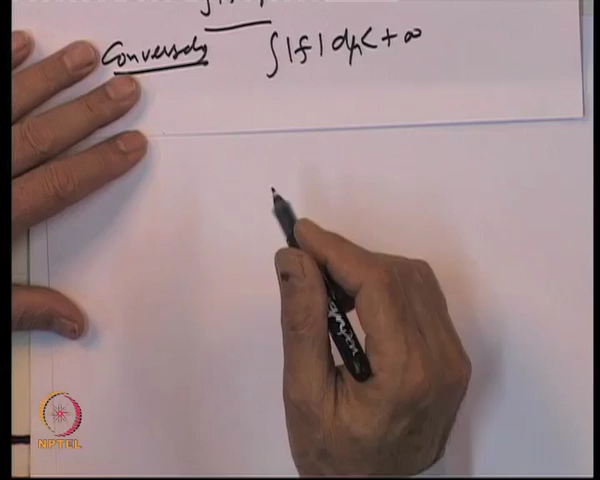 Conversely ∫|f|dμ < +∞
NPTEL